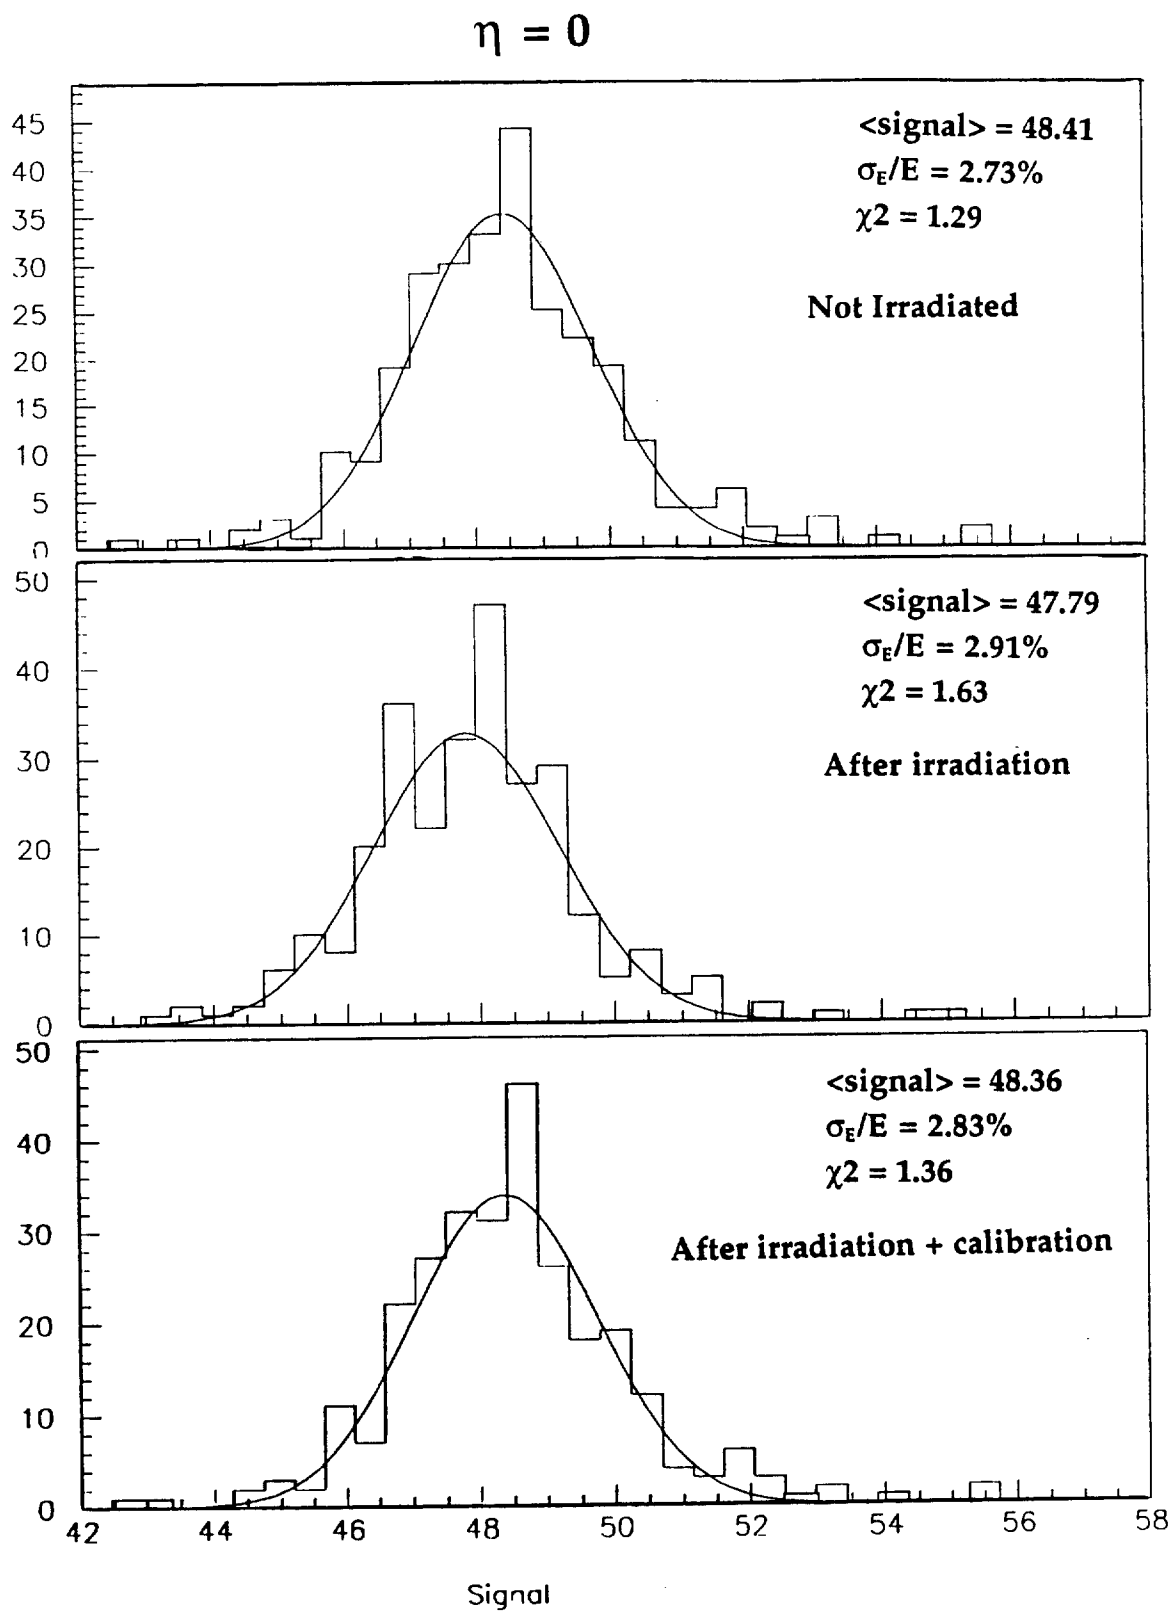 η = 0
45
40
35
30
25
20
15
10
5
0
<signal> = 48.41
σE/E = 2.73%
χ2 = 1.29
Not Irradiated
50
40
30
20
10
0
<signal> = 47.79
σE/E = 2.91%
χ2 = 1.63
After irradiation
50
40
30
20
10
0
<signal> = 48.36
σE/E = 2.83%
χ2 = 1.36
After irradiation + calibration
42 44 46 48 50 52 54 56 58
Signal